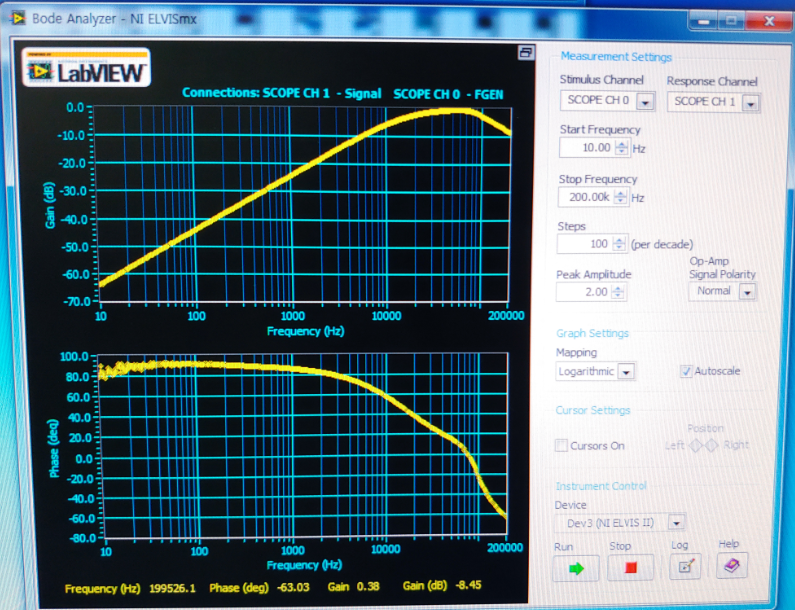 Bode Analyzer - NI ELVISmx
LabVIEW
Connections: SCOPE CH 1 - Signal SCOPE CH 0 - FGEN
Gain (dB)
0.0
-10.0
-20.0
-30.0
-40.0
-50.0
-60.0
-70.0
10 100 1000 10000 200000
Frequency (Hz)
Phase (deg)
100.0
80.0
60.0
40.0
20.0
0.0
-20.0
-40.0
-60.0
-80.0
10 100 1000 10000 200000
Frequency (Hz)
Frequency (Hz) 199526.1 Phase (deg) -63.03 Gain 0.38 Gain (dB) -8.45
Measurement Settings
Stimulus Channel Response Channel
SCOPE CH 0 SCOPE CH 1
Start Frequency
10.00 Hz
Stop Frequency
200.00k Hz
Steps
100 (per decade)
Peak Amplitude
2.00
Op-Amp
Signal Polarity
Normal
Graph Settings
Mapping
Logarithmic Autoscale
Cursor Settings
Position
Cursors On Left Right
Instrument Control
Device
Dev3 (NI ELVIS II)
Run Stop Log Help